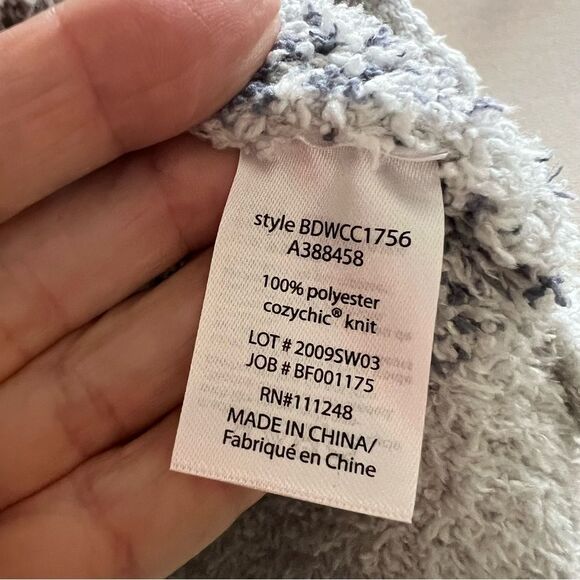 style BDWCC1756
A388458
100% polyester
cozychic® knit
LOT # 2009SW03
JOB # BF001175
RN#111248
MADE IN CHINA/
Fabriqué en Chine